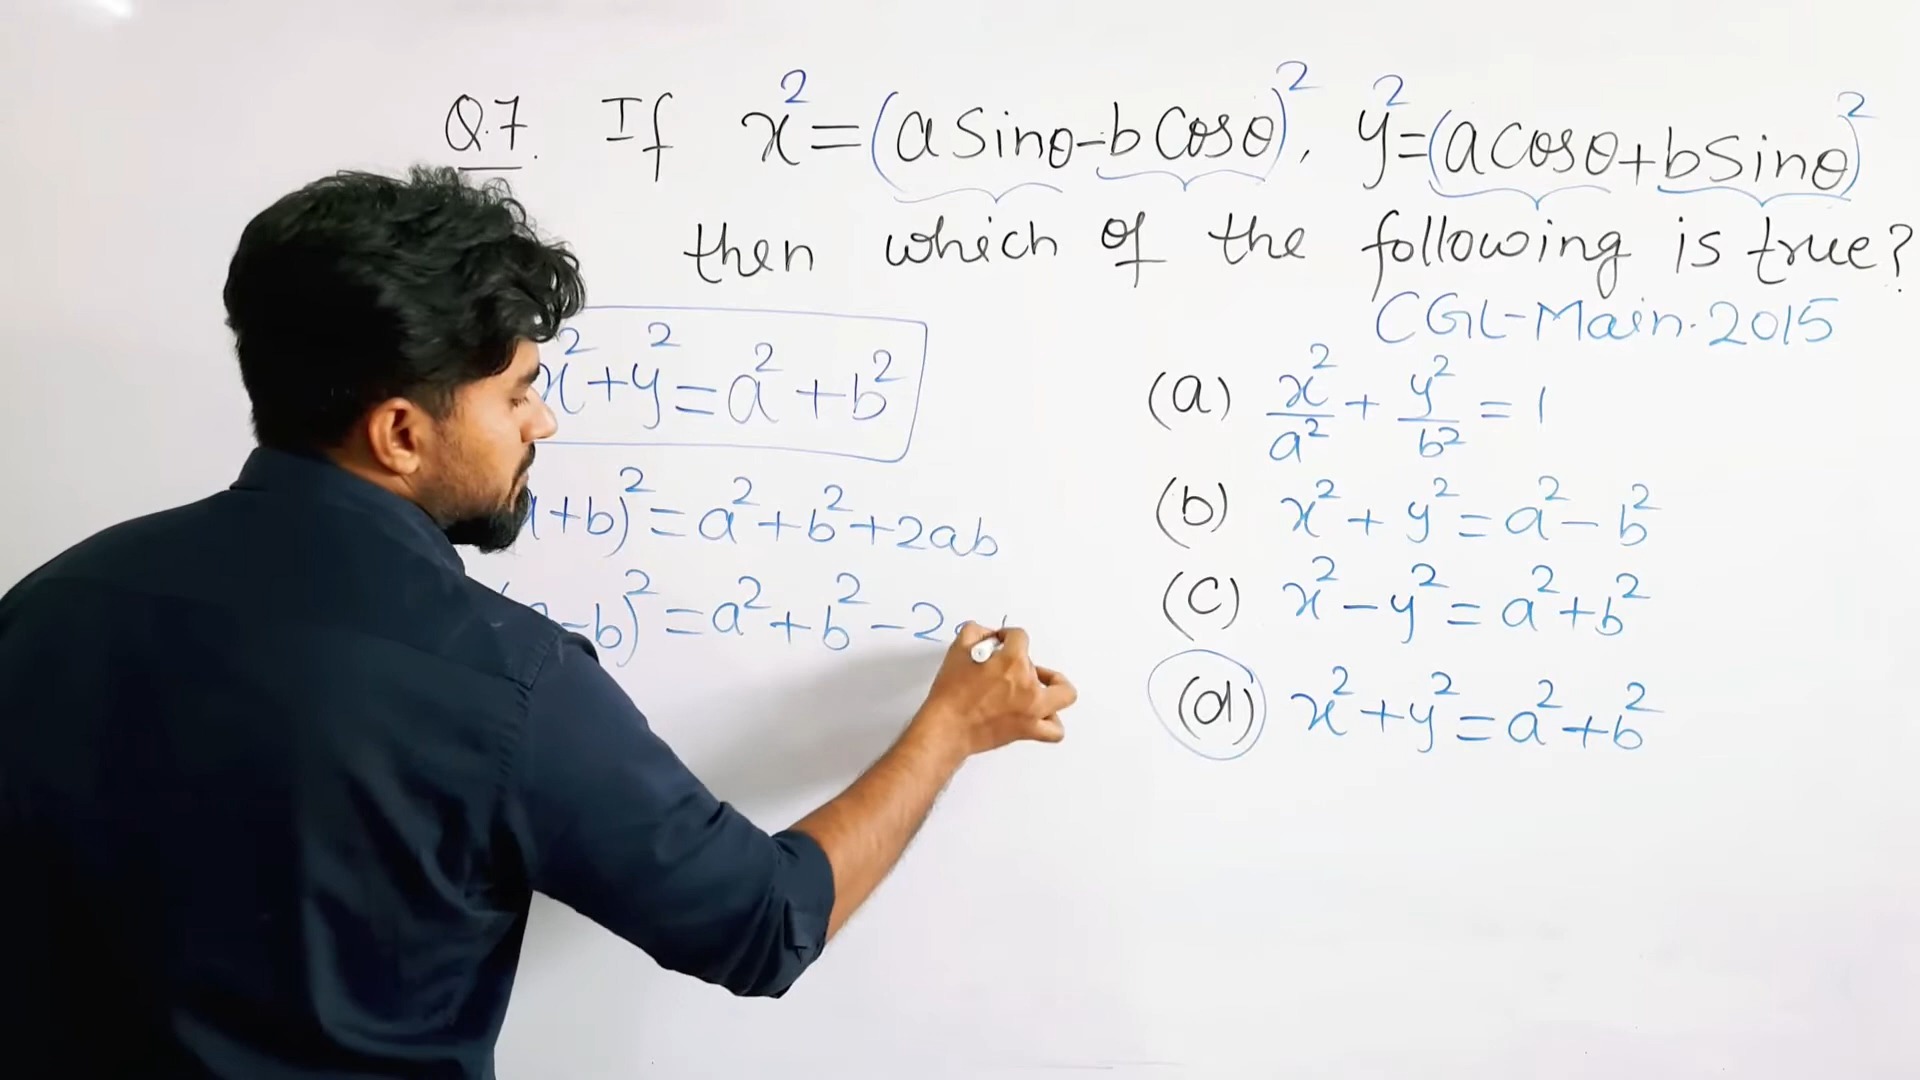 Q.7. If x²=(a sinθ-b cosθ)², y²=(a cosθ+b sinθ)²
then which of the following is true?
CGL-Main.2015
x²+y²=a²+b²
+b)²=a²+b²+2ab
-b)²=a²+b²-2a
(a) x²/a² + y²/b² = 1
(b) x²+y²=a²-b²
(c) x²-y²=a²+b²
(d) x²+y²=a²+b²